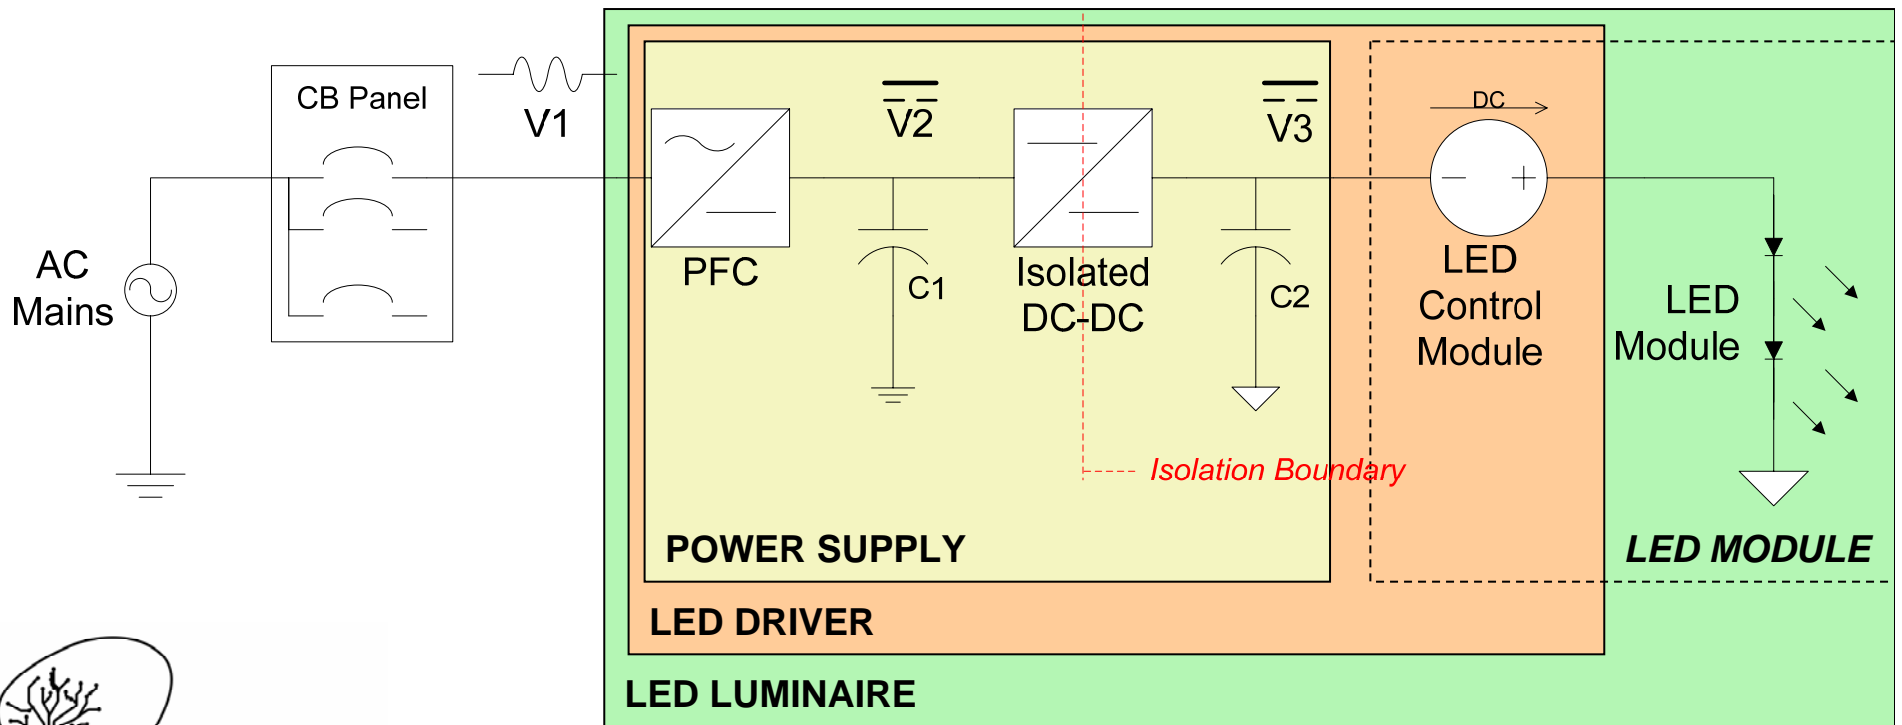 CB Panel
V1
V2
V3
DC
AC
Mains
PFC
C1
Isolated
DC-DC
C2
LED
Control
Module
LED
Module
Isolation Boundary
POWER SUPPLY
LED MODULE
LED DRIVER
LED LUMINAIRE